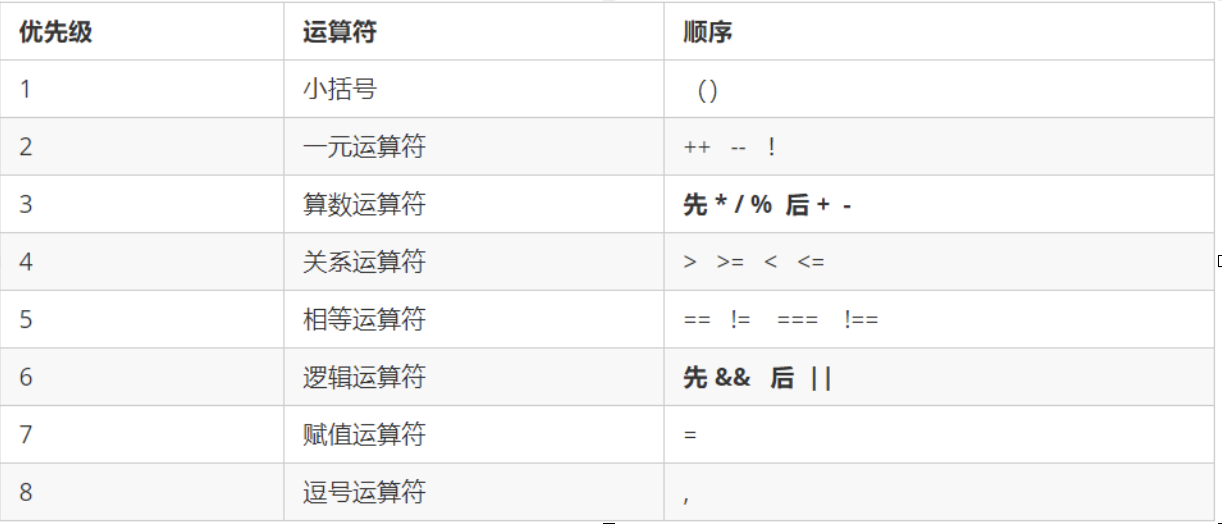 优先级 运算符 顺序
1 小括号 ()
2 一元运算符 ++ -- !
3 算数运算符 先 * / % 后 + -
4 关系运算符 > >= < <=
5 相等运算符 == != === !==
6 逻辑运算符 先 && 后 ||
7 赋值运算符 =
8 逗号运算符 ,